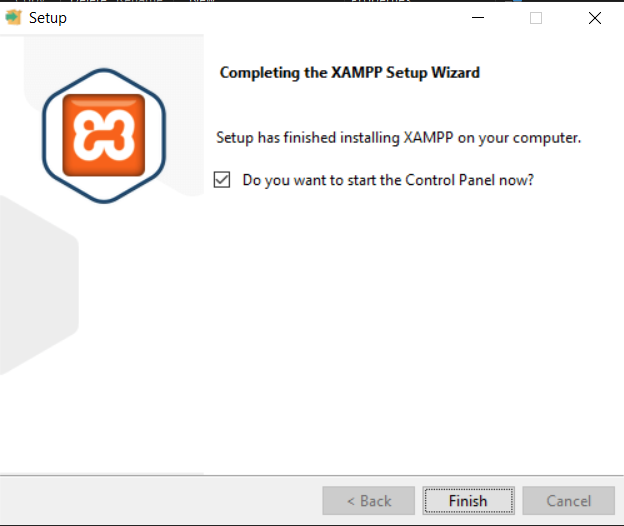 Setup
Completing the XAMPP Setup Wizard
Setup has finished installing XAMPP on your computer.
Do you want to start the Control Panel now?
< Back
Finish
Cancel